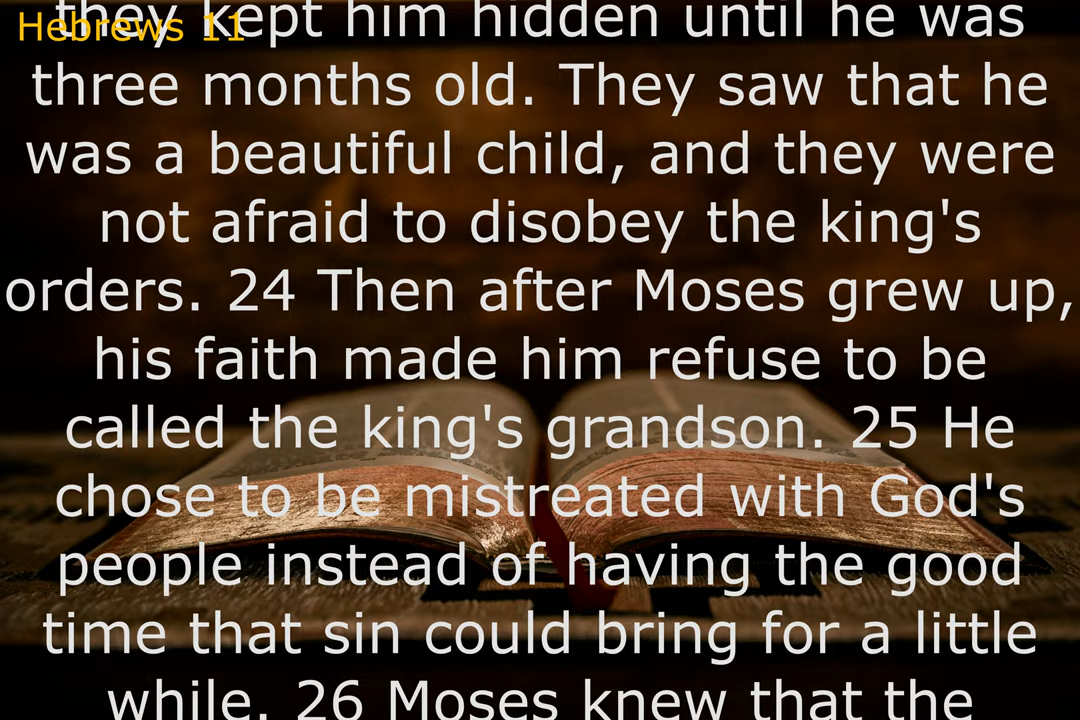 Hebrews 11
they kept him hidden until he was
three months old. They saw that he
was a beautiful child, and they were
not afraid to disobey the king's
orders. 24 Then after Moses grew up,
his faith made him refuse to be
called the king's grandson. 25 He
chose to be mistreated with God's
people instead of having the good
time that sin could bring for a little
while. 26 Moses knew that the